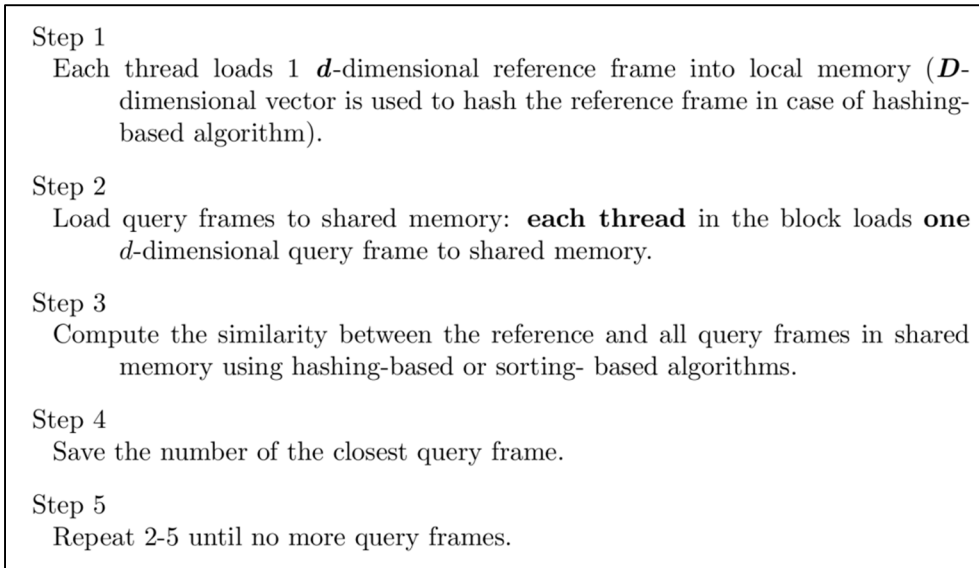 Step 1
Each thread loads 1 d-dimensional reference frame into local memory (D-
dimensional vector is used to hash the reference frame in case of hashing-
based algorithm).
Step 2
Load query frames to shared memory: each thread in the block loads one
d-dimensional query frame to shared memory.
Step 3
Compute the similarity between the reference and all query frames in shared
memory using hashing-based or sorting- based algorithms.
Step 4
Save the number of the closest query frame.
Step 5
Repeat 2-5 until no more query frames.